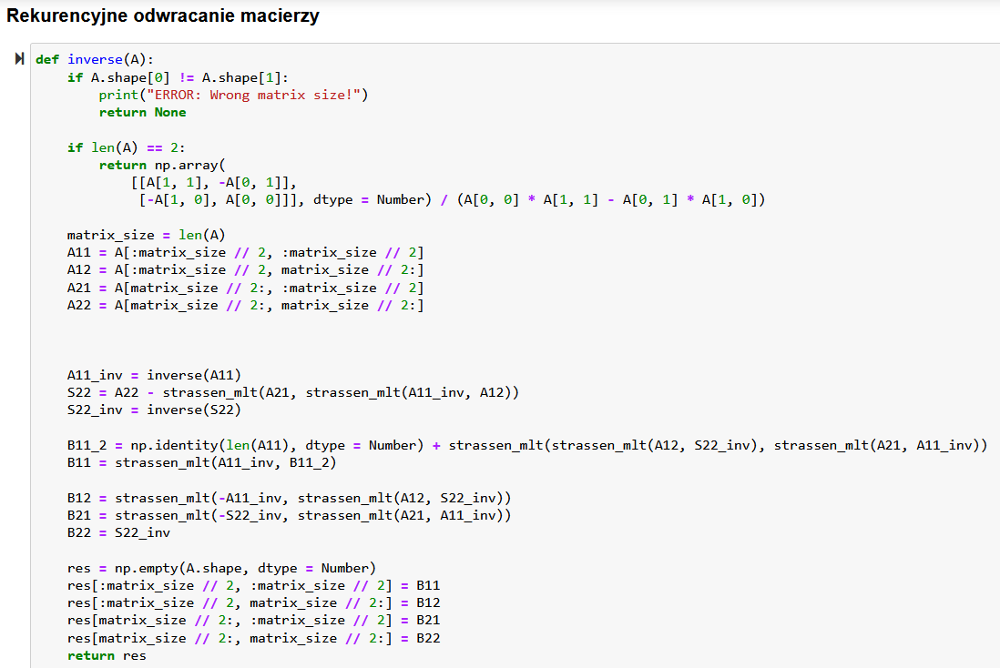 Rekurencyjne odwracanie macierzy
def inverse(A):
    if A.shape[0] != A.shape[1]:
        print("ERROR: Wrong matrix size!")
        return None

    if len(A) == 2:
        return np.array(
            [[A[1, 1], -A[0, 1]],
             [-A[1, 0], A[0, 0]]], dtype = Number) / (A[0, 0] * A[1, 1] - A[0, 1] * A[1, 0])

    matrix_size = len(A)
    A11 = A[:matrix_size // 2, :matrix_size // 2]
    A12 = A[:matrix_size // 2, matrix_size // 2:]
    A21 = A[matrix_size // 2:, :matrix_size // 2]
    A22 = A[matrix_size // 2:, matrix_size // 2:]

    A11_inv = inverse(A11)
    S22 = A22 - strassen_mlt(A21, strassen_mlt(A11_inv, A12))
    S22_inv = inverse(S22)

    B11_2 = np.identity(len(A11), dtype = Number) + strassen_mlt(strassen_mlt(A12, S22_inv), strassen_mlt(A21, A11_inv))
    B11 = strassen_mlt(A11_inv, B11_2)

    B12 = strassen_mlt(-A11_inv, strassen_mlt(A12, S22_inv))
    B21 = strassen_mlt(-S22_inv, strassen_mlt(A21, A11_inv))
    B22 = S22_inv

    res = np.empty(A.shape, dtype = Number)
    res[:matrix_size // 2, :matrix_size // 2] = B11
    res[:matrix_size // 2, matrix_size // 2:] = B12
    res[matrix_size // 2:, :matrix_size // 2] = B21
    res[matrix_size // 2:, matrix_size // 2:] = B22
    return res